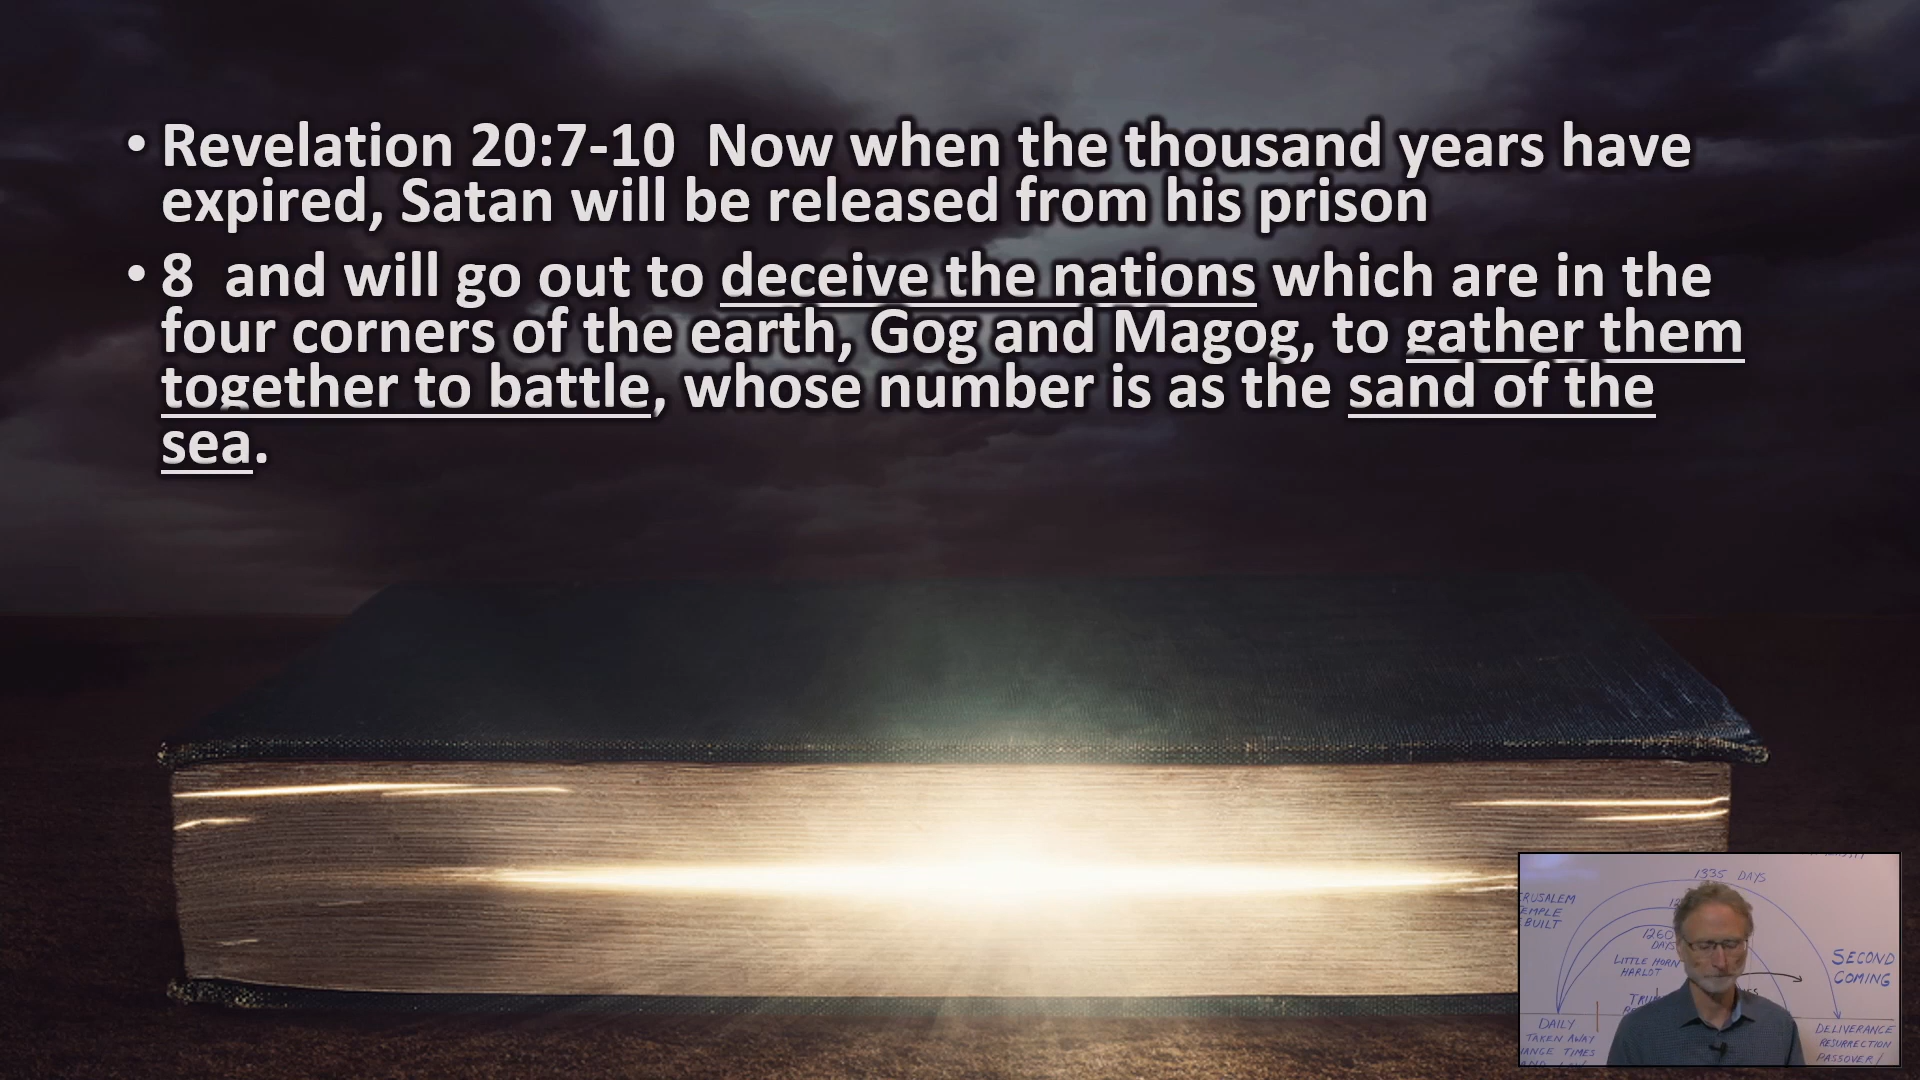 • Revelation 20:7-10 Now when the thousand years have
expired, Satan will be released from his prison
• 8 and will go out to deceive the nations which are in the
four corners of the earth, Gog and Magog, to gather them
together to battle, whose number is as the sand of the
sea.
1335 DAYS
1260
DAYS
LITTLE HORN
HARLOT
SECOND
COMING
DAILY
TAKEN AWAY
TIMES
DELIVERANCE
RESURRECTION
PASSOVER/